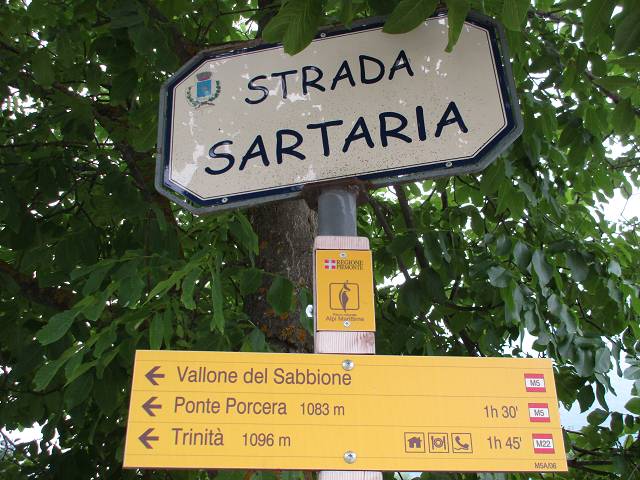 STRADA
SARTARIA
REGIONE
PIEMONTE
Alpi Marittime
← Vallone del Sabbione M5
← Ponte Porcera 1083 m 1h 30' M5
← Trinità 1096 m 1h 45' M22
M5A/06